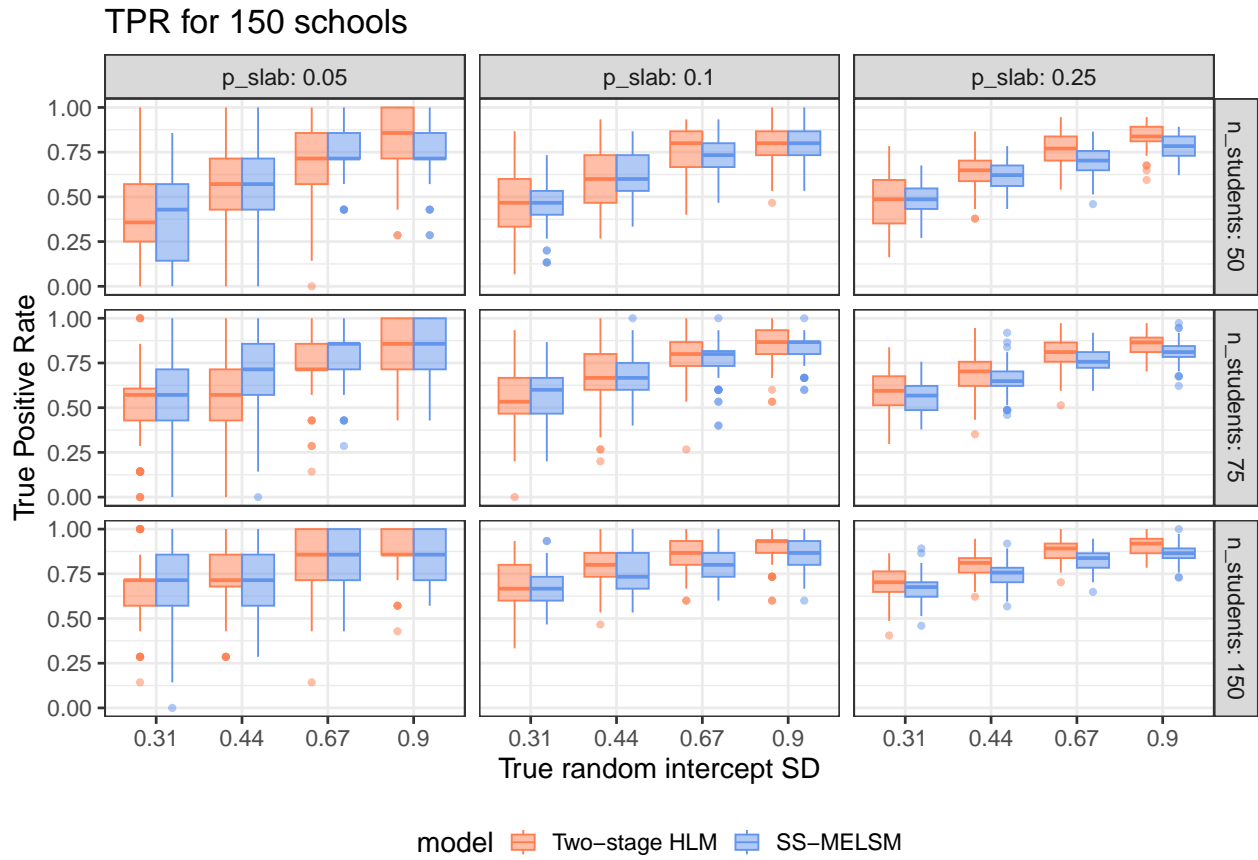 TPR for 150 schools
p_slab: 0.05
p_slab: 0.1
p_slab: 0.25
True Positive Rate
1.00
0.75
0.50
0.25
0.00
n_students: 50
1.00
0.75
0.50
0.25
0.00
n_students: 75
1.00
0.75
0.50
0.25
0.00
n_students: 150
0.31 0.44 0.67 0.9
0.31 0.44 0.67 0.9
0.31 0.44 0.67 0.9
True random intercept SD
model Two−stage HLM SS−MELSM